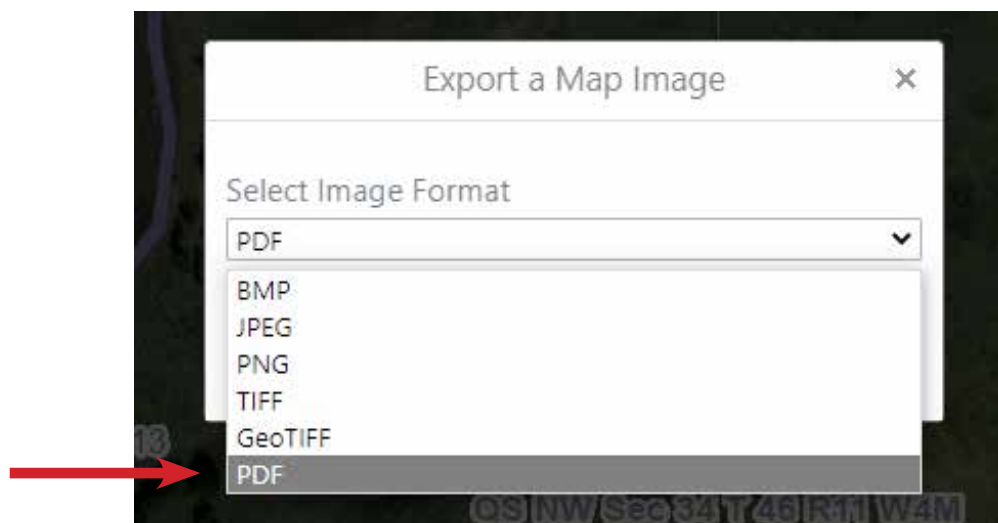 Export a Map Image ×
Select Image Format
PDF
BMP
JPEG
PNG
TIFF
GeoTIFF
PDF
13
QS NW Sec 34 T 46 R11 W4M